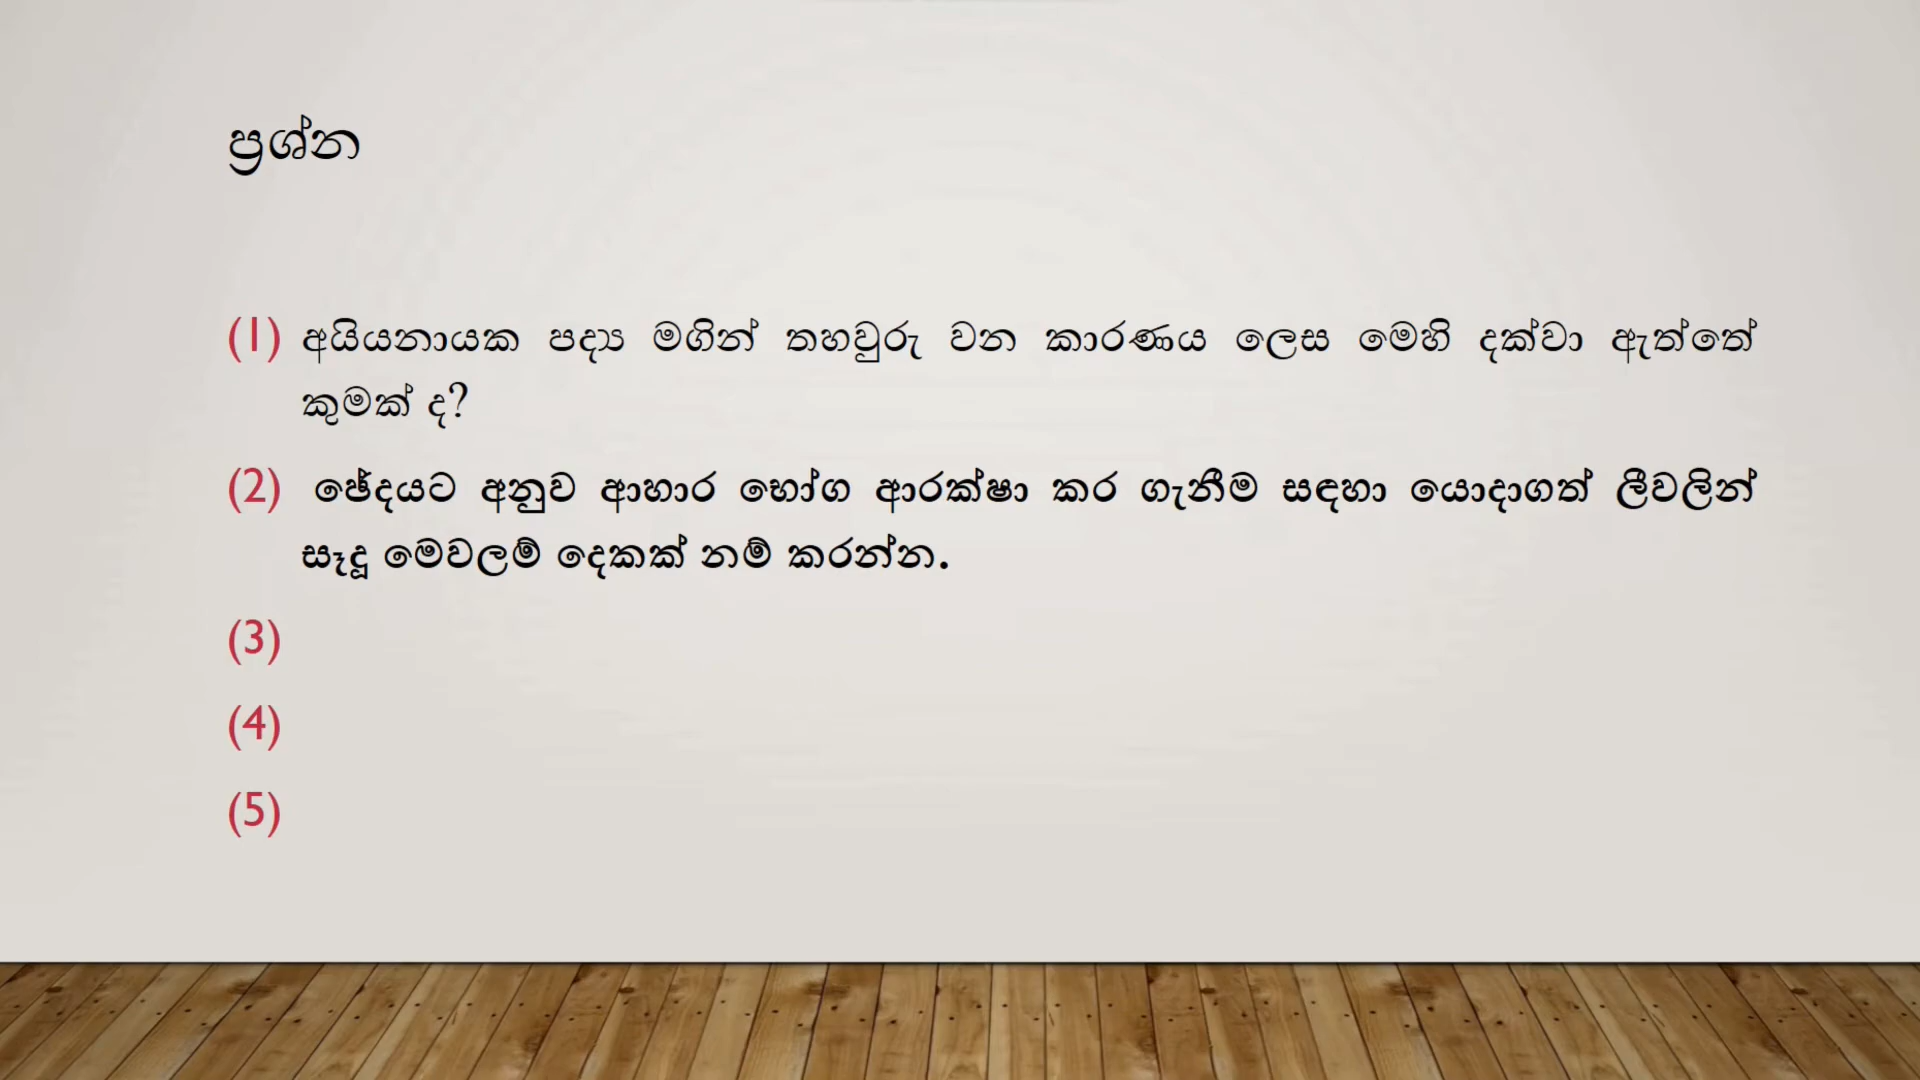 ප්‍රශ්න
(1) අයියනායක පද්‍ය මගින් තහවුරු වන කාරණය ලෙස මෙහි දක්වා ඇත්තේ
කුමක් ද?
(2) ඡේදයට අනුව ආහාර භෝග ආරක්ෂා කර ගැනීම සඳහා යොදාගත් ලීවලින්
සෑදූ මෙවලම් දෙකක් නම් කරන්න.
(3)
(4)
(5)